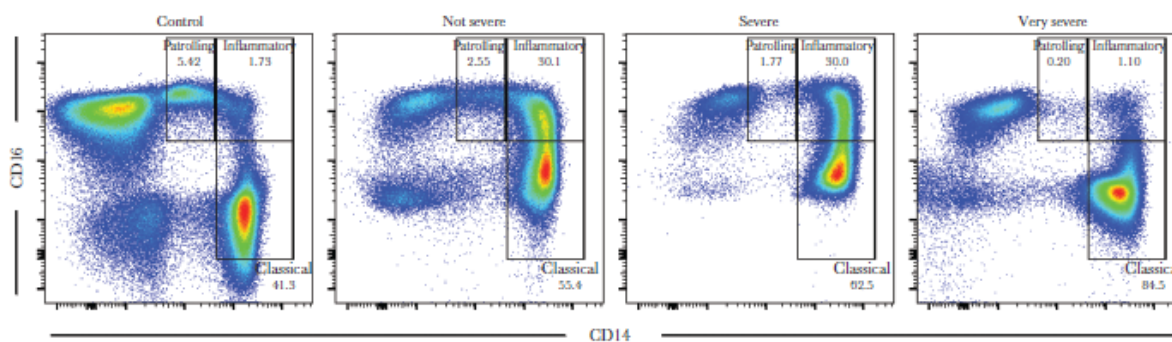 Control
Not severe
Severe
Very severe
Patrolling
5.42
Inflammatory
1.73
Patrolling
2.55
Inflammatory
30.1
Patrolling
1.77
Inflammatory
30.0
Patrolling
0.20
Inflammatory
1.10
CD16
Classical
41.3
Classical
55.4
Classical
62.5
Classica
84.5
CD14